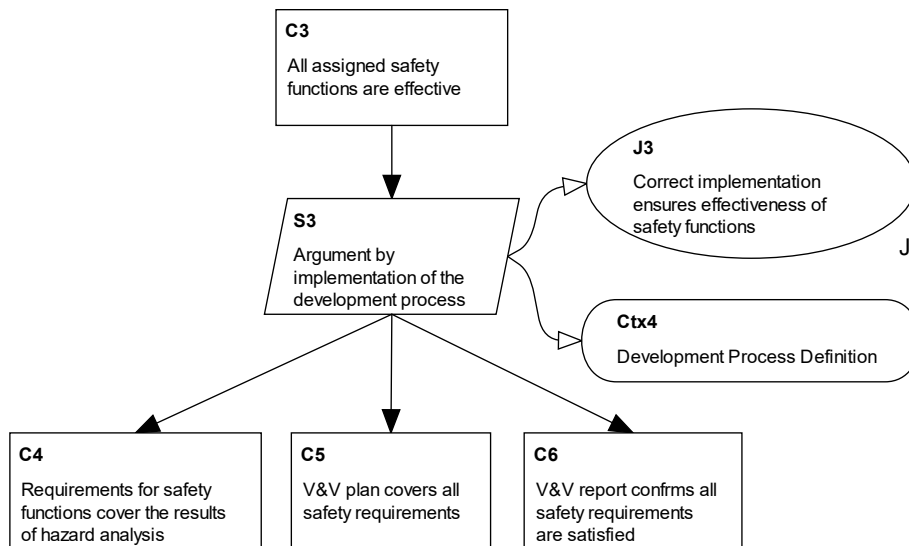 C3
All assigned safety
functions are effective
J3
Correct implementation
ensures effectiveness of
safety functions
J
S3
Argument by
implementation of the
development process
Ctx4
Development Process Definition
C4
Requirements for safety
functions cover the results
of hazard analysis
C5
V&V plan covers all
safety requirements
C6
V&V report confrms all
safety requirements
are satisfied